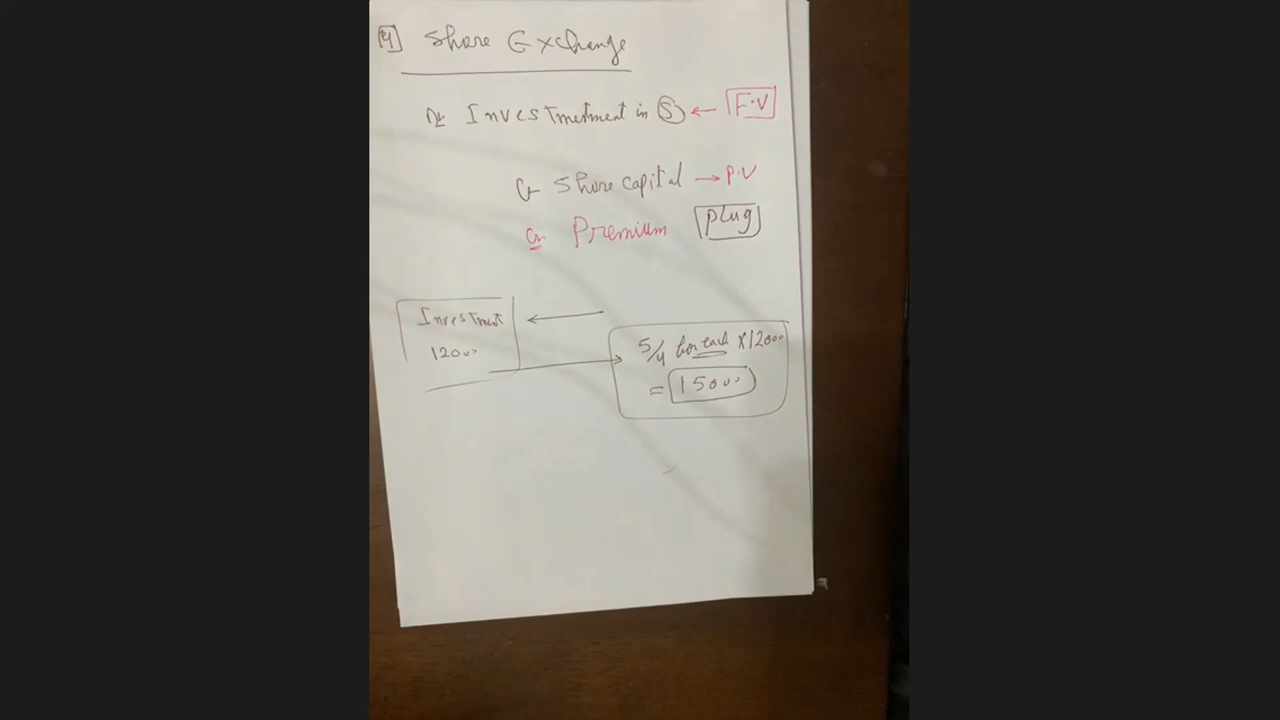 4 Share Exchange
Dr Investment in S ← F.V
Cr Share capital → P.V
Cr Premium Plug
Investment
12000
5/4 for each × 12000
= 15000